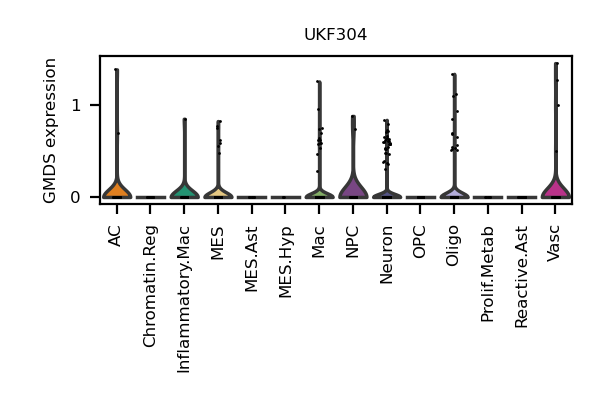 UKF304
GMDS expression
1
0
AC
Chromatin.Reg
Inflammatory.Mac
MES
MES.Ast
MES.Hyp
Mac
NPC
Neuron
OPC
Oligo
Prolif.Metab
Reactive.Ast
Vasc